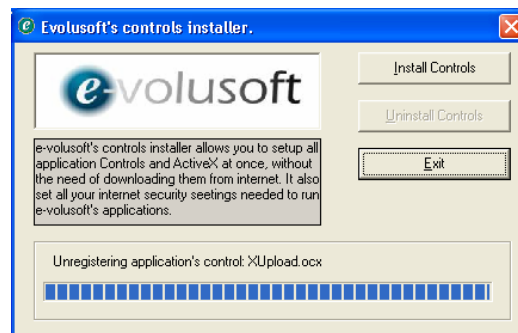 Evolusoft's controls installer.
e-volusoft
Install Controls
Uninstall Controls
Exit
e-volusoft's controls installer allows you to setup all
application Controls and ActiveX at once, without
the need of downloading them from internet. It also
set all your internet security seetings needed to run
e-volusoft's applications.
Unregistering application's control: XUpload.ocx